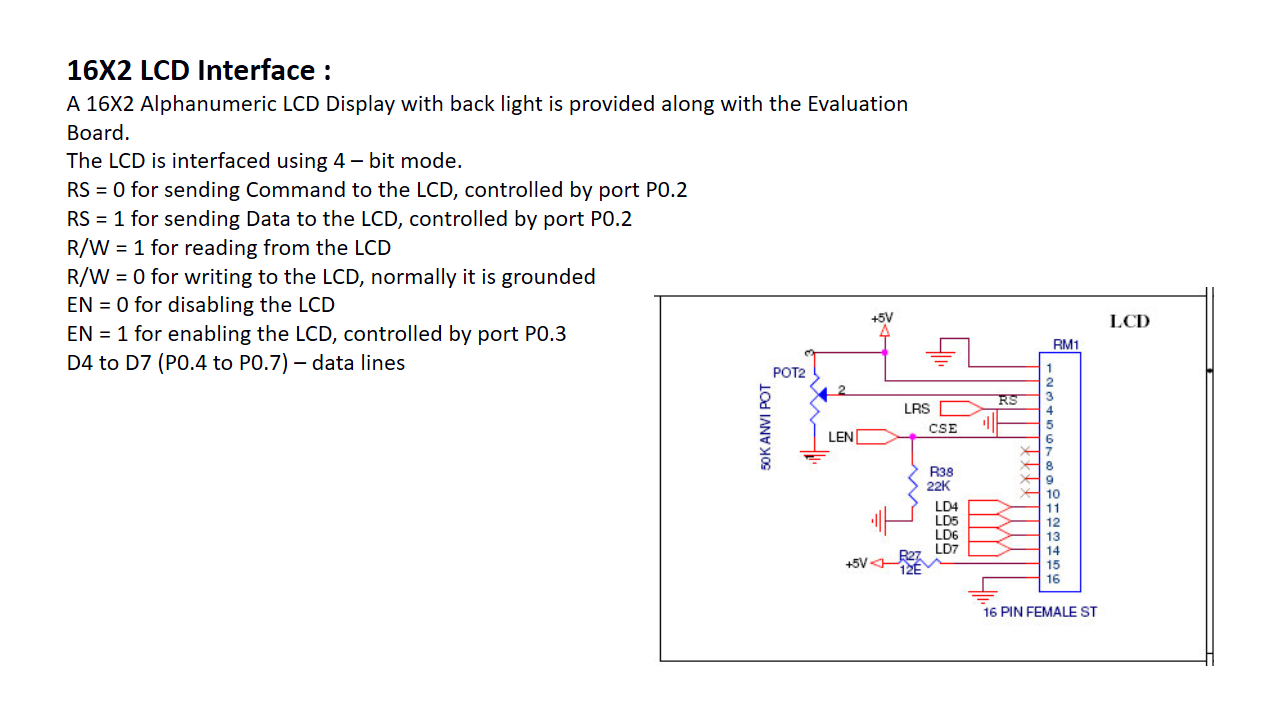 16X2 LCD Interface :
A 16X2 Alphanumeric LCD Display with back light is provided along with the Evaluation
Board.
The LCD is interfaced using 4 – bit mode.
RS = 0 for sending Command to the LCD, controlled by port P0.2
RS = 1 for sending Data to the LCD, controlled by port P0.2
R/W = 1 for reading from the LCD
R/W = 0 for writing to the LCD, normally it is grounded
EN = 0 for disabling the LCD
EN = 1 for enabling the LCD, controlled by port P0.3
D4 to D7 (P0.4 to P0.7) – data lines
LCD
+5V
RM1
3
POT2
50K ANVI POT
2
LRS
RS
LEN
CSE
R38
22K
LD4
LD5
LD6
LD7
+5V
R27
12E
1
2
3
4
5
6
7
8
9
10
11
12
13
14
15
16
16 PIN FEMALE ST